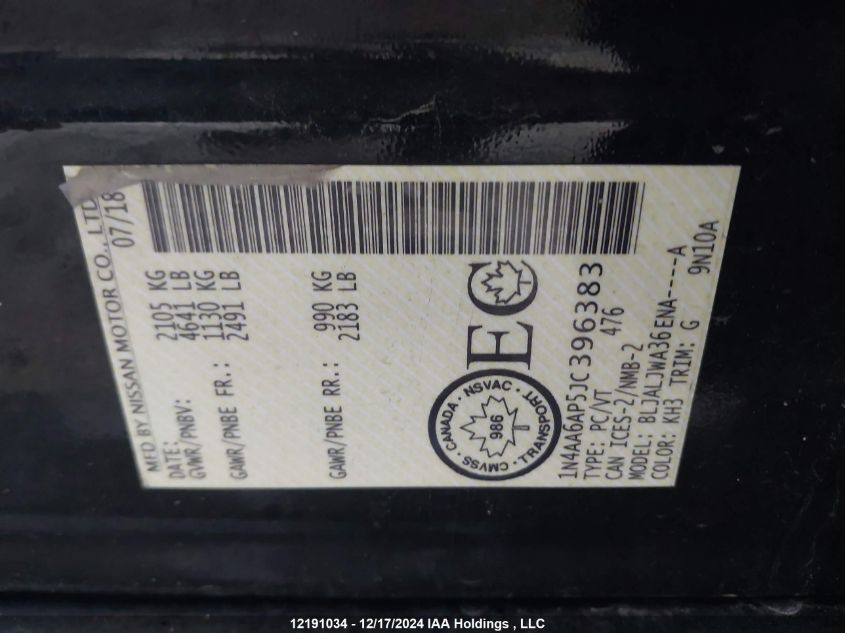 MFD BY NISSAN MOTOR CO., LTD
DATE: 07/18
GVWR/PNBV: 2105 KG
4641 LB
GAWR/PNBE FR.: 1130 KG
2491 LB
GAWR/PNBE RR.: 990 KG
2183 LB
CANADA · NSVAC · TRANSPORT · CMVSS ·
986
EC
T
1N4AA6AP5JC396383
TYPE: PC/VT 476
CAN ICES-2/NMB-2
MODEL: BLJALJWA36ENA----A
COLOR: KH3 TRIM: G 9N10A
12191034 - 12/17/2024 IAA Holdings , LLC